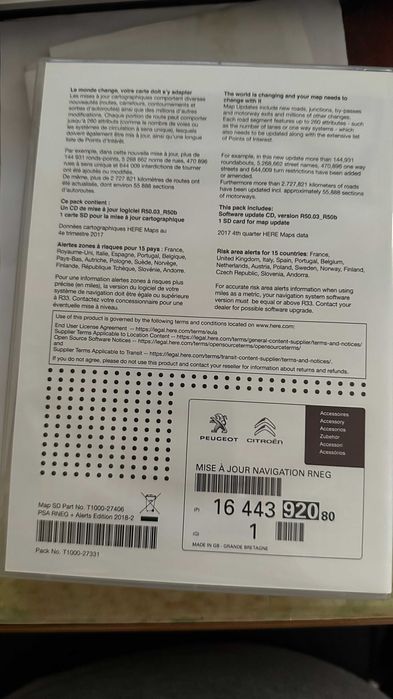 Le monde change, votre carte doit s'y adapter
Les mises à jour cartographiques comportent diverses
nouveautés routes, carrefours, contournements et
sorties d'autoroutes) ainsi que des millions d'autres
modifications. Chaque portion de route peut comporter
jusqu'à 260 attributs (comme le nombre de voies ou
les systèmes de circulation à sens unique), lesquels
doivent également être mis à jour, ainsi qu'une longue
liste de Points d'intérêt.
Par exemple, dans cette nouvelle mise à jour, plus de
144 931 ronds-points, 5 268 662 noms de rues, 470 896
rues à sens unique et 644 009 interdictions de tourner
ont été ajoutés ou modifiés.
De même, plus de 2 727 821 kilomètres de routes ont
été actualisés, dont environ 55 888 sections
d'autoroutes.
Ce pack contient :
Un CD de mise à jour logiciel R50.03_R50b
1 carte SD pour la mise à jour cartographique
Données cartographiques HERE Maps au
4e trimestre 2017
Alertes zones à risques pour 15 pays : France,
Royaume-Uni, Italie, Espagne, Portugal, Belgique,
Pays-Bas, Autriche, Pologne, Suède, Norvège,
Finlande, République Tchèque, Slovénie, Andorre.
Pour une information alertes zones à risques plus
précise (en miles), la version du logiciel de votre
système de navigation doit être égale ou supérieure
à R33. Contactez votre concessionnaire pour une
éventuelle mise à niveau.
The world is changing and your map needs to
change with it
Map Updates include new roads, junctions, by-passes
and motorway exits and millions of other changes.
Each road segment features up to 260 attributes - such
as the number of lanes or one way systems - which
also needs to be updated along with the extensive list
of Points of Interest.
For example, in this new update more than 144,931
roundabouts, 5,268,662 street names, 470,896 one way
streets and 644,009 turn restrictions have been added
or amended.
Furthermore more than 2,727,821 kilometers of roads
have been updated incl. approximately 55,888 sections
of motorways.
This pack includes:
Software update CD, version R50.03_R50b
1 SD card for map update
2017 4th quarter HERE Maps data
Risk area alerts for 15 countries: France,
United Kingdom, Italy, Spain, Portugal, Belgium,
Netherlands, Austria, Poland, Sweden, Norway, Finland,
Czech Republic, Slovenia, Andorra.
For accurate risk area alerts information when using
miles as a metric, your navigation system software
version must be equal or above R33. Contact your
dealer for possible software upgrade.
Use of this product is governed by the following terms and conditions located on www.here.com:
End User License Agreement -- https://legal.here.com/terms/eula
Supplier Terms Applicable to Location Content -- https://legal.here.com/terms/general-content-supplier/terms-and-notices/
Open Source Software Notices -- https://legal.here.com/terms/opensourceterms/opensourceterms/
and
Supplier Terms Applicable to Transit -- https://legal.here.com/terms/transit-content-supplier/terms-and-notices/.
If you do not agree, please do not use this product and contact your reseller for information about returns and refunds.
PEUGEOT
CITROËN
Accessoires
Accessory
Accesorios
Zubehör
Accessori
Acessórios
MISE À JOUR NAVIGATION RNEG
(P) 16 443 920 80
(Q) 1
MADE IN GB - GRANDE BRETAGNE
Map SD Part No. T1000-27406
PSA RNEG + Alerts Edition 2018-2
Pack No. T1000-27331